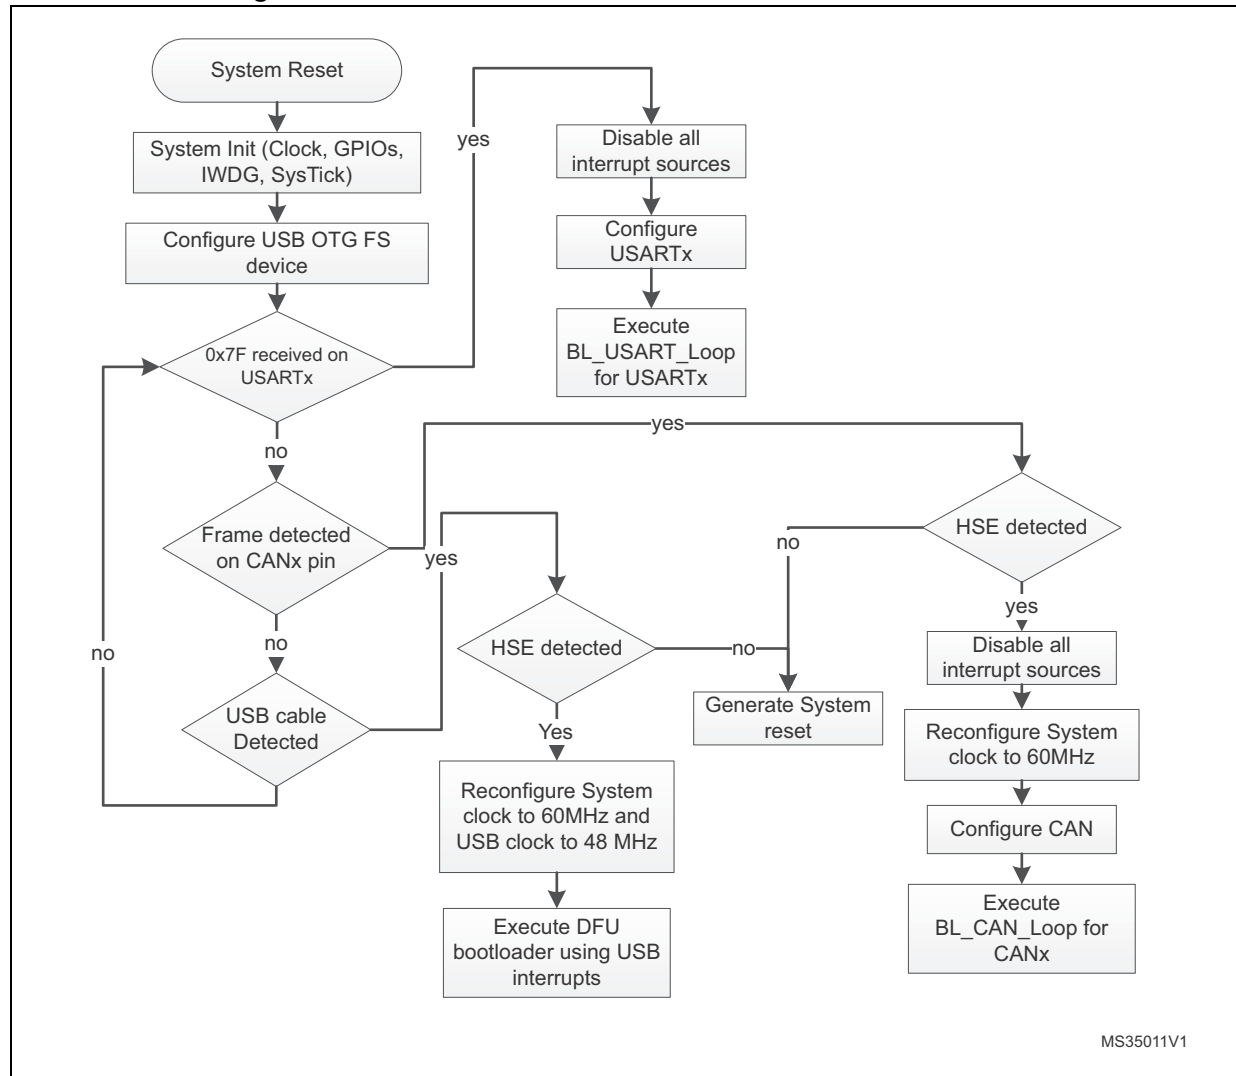 System Reset
System Init (Clock, GPIOs,
IWDG, SysTick)
Configure USB OTG FS
device
0x7F received on
USARTx
yes
Disable all
interrupt sources
Configure
USARTx
Execute
BL_USART_Loop
for USARTx
no
Frame detected
on CANx pin
yes
HSE detected
no
yes
Disable all
interrupt sources
Reconfigure System
clock to 60MHz
Configure CAN
Execute
BL_CAN_Loop for
CANx
no
USB cable
Detected
no
yes
HSE detected
no
Generate System
reset
Yes
Reconfigure System
clock to 60MHz and
USB clock to 48 MHz
Execute DFU
bootloader using USB
interrupts
MS35011V1